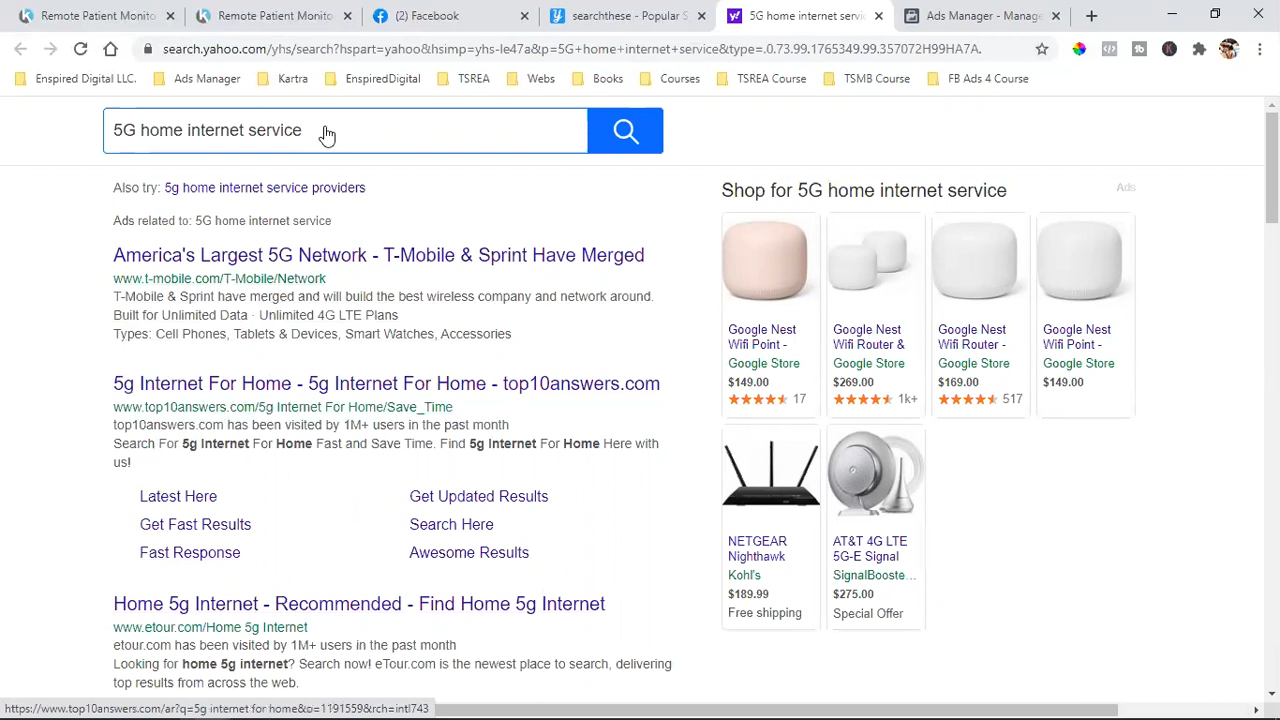 Remote Patient Monito
Remote Patient Monito
(2) Facebook
searchthese - Popular S
5G home internet servic
Ads Manager - Manage
search.yahoo.com/yhs/search?hspart=yahoo&hsimp=yhs-le47a&p=5G+home+internet+service&type=.0.73.99.1765349.99.357072H99HA7A.
Enspired Digital LLC.
Ads Manager
Kartra
EnspiredDigital
TSREA
Webs
Books
Courses
TSREA Course
TSMB Course
FB Ads 4 Course
5G home internet service
Also try: 5g home internet service providers
Ads related to: 5G home internet service
America's Largest 5G Network - T-Mobile & Sprint Have Merged
www.t-mobile.com/T-Mobile/Network
T-Mobile & Sprint have merged and will build the best wireless company and network around.
Built for Unlimited Data · Unlimited 4G LTE Plans
Types: Cell Phones, Tablets & Devices, Smart Watches, Accessories
5g Internet For Home - 5g Internet For Home - top10answers.com
www.top10answers.com/5g Internet For Home/Save_Time
top10answers.com has been visited by 1M+ users in the past month
Search For 5g Internet For Home Fast and Save Time. Find 5g Internet For Home Here with
us!
Latest Here
Get Updated Results
Get Fast Results
Search Here
Fast Response
Awesome Results
Home 5g Internet - Recommended - Find Home 5g Internet
www.etour.com/Home 5g Internet
etour.com has been visited by 1M+ users in the past month
Looking for home 5g internet? Search now! eTour.com is the newest place to search, delivering
top results from across the web.
Shop for 5G home internet service
Ads
Google Nest
Wifi Point -
Google Store
$149.00
17
Google Nest
Wifi Router &
Google Store
$269.00
1k+
Google Nest
Wifi Router -
Google Store
$169.00
517
Google Nest
Wifi Point -
Google Store
$149.00
NETGEAR
Nighthawk
Kohl's
$189.99
Free shipping
AT&T 4G LTE
5G-E Signal
SignalBooste...
$275.00
Special Offer
https://www.top10answers.com/ar?q=5g internet for home&o=1191559&rch=intl743